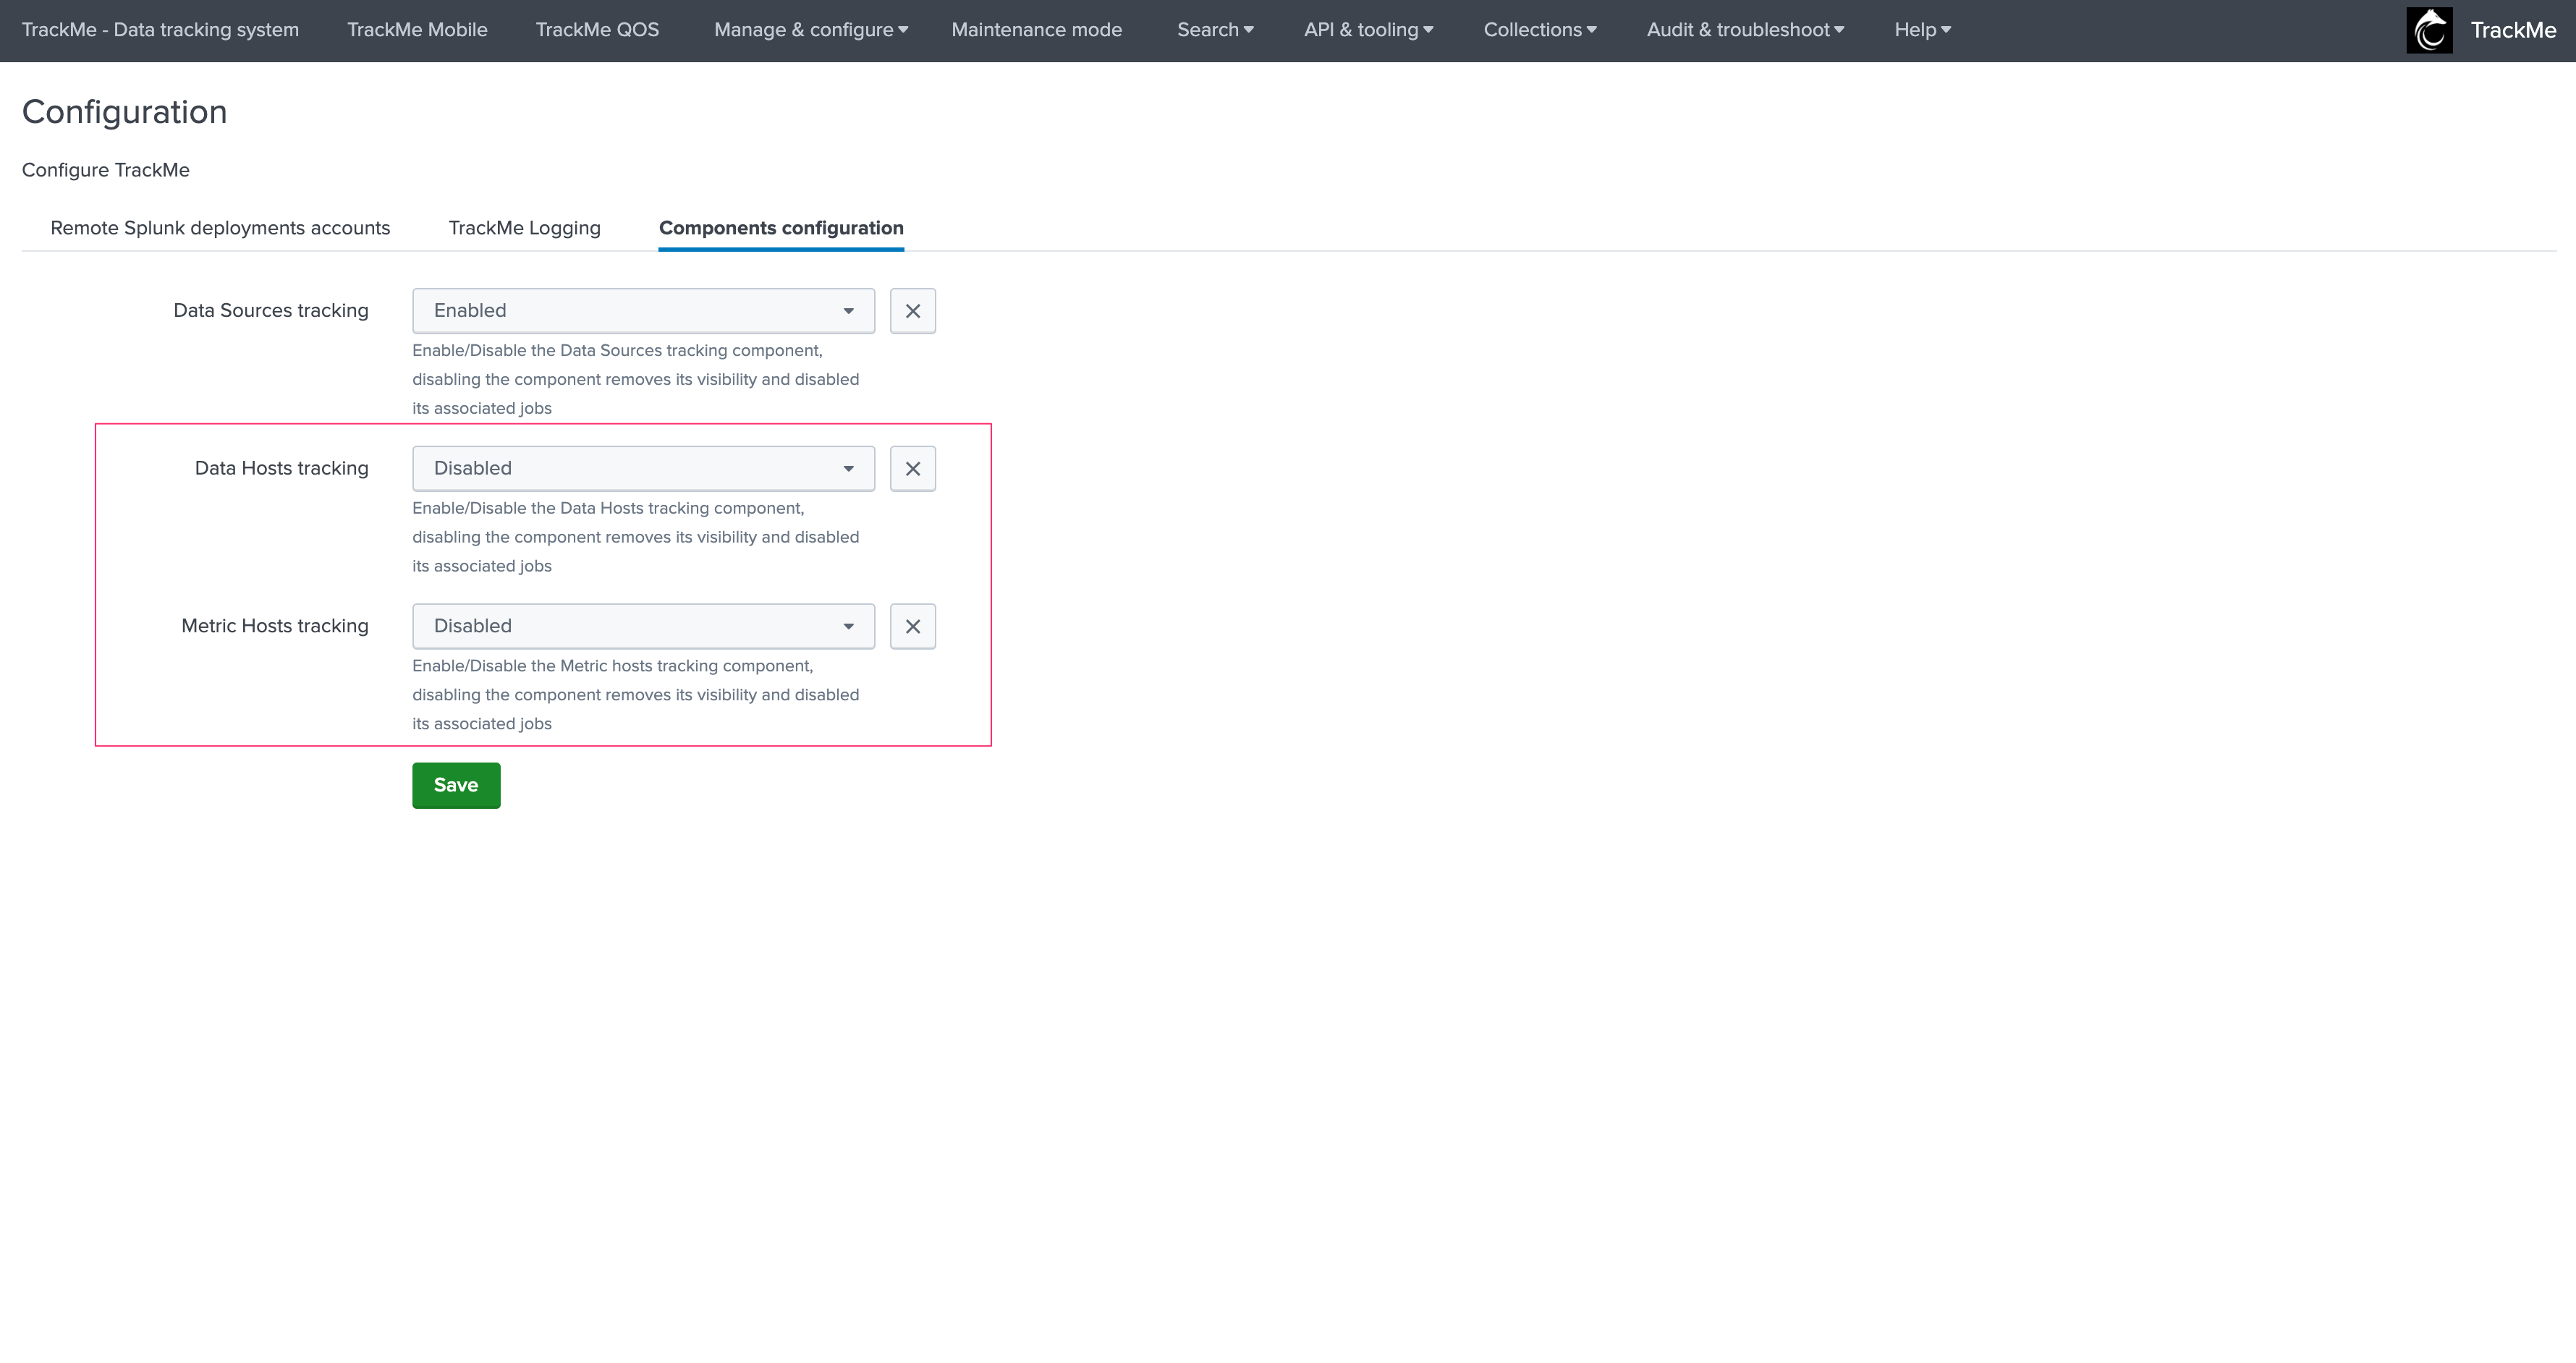 TrackMe - Data tracking system TrackMe Mobile TrackMe QOS Manage & configure Maintenance mode Search API & tooling Collections Audit & troubleshoot Help TrackMe
Configuration
Configure TrackMe
Remote Splunk deployments accounts TrackMe Logging Components configuration
Data Sources tracking Enabled
Enable/Disable the Data Sources tracking component,
disabling the component removes its visibility and disabled
its associated jobs
Data Hosts tracking Disabled
Enable/Disable the Data Hosts tracking component,
disabling the component removes its visibility and disabled
its associated jobs
Metric Hosts tracking Disabled
Enable/Disable the Metric hosts tracking component,
disabling the component removes its visibility and disabled
its associated jobs
Save